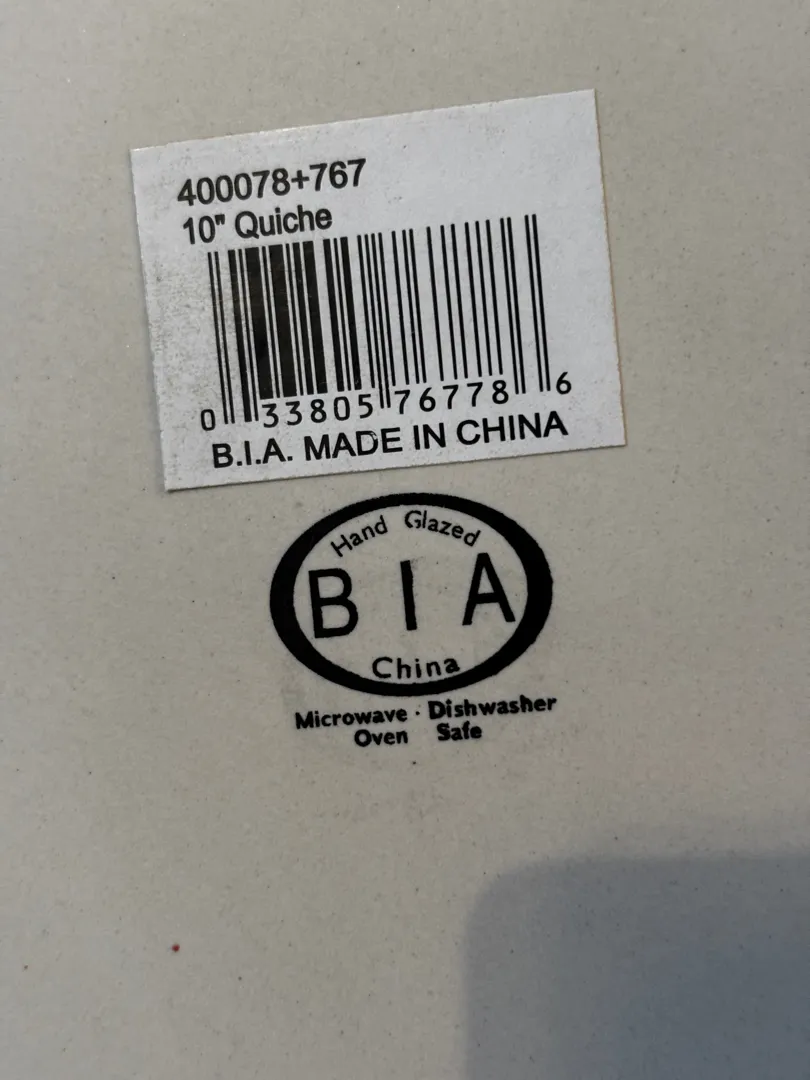 400078+767
10" Quiche
0 33805 76778 6
B.I.A. MADE IN CHINA
Hand Glazed
BIA
China
Microwave · Dishwasher
Oven Safe